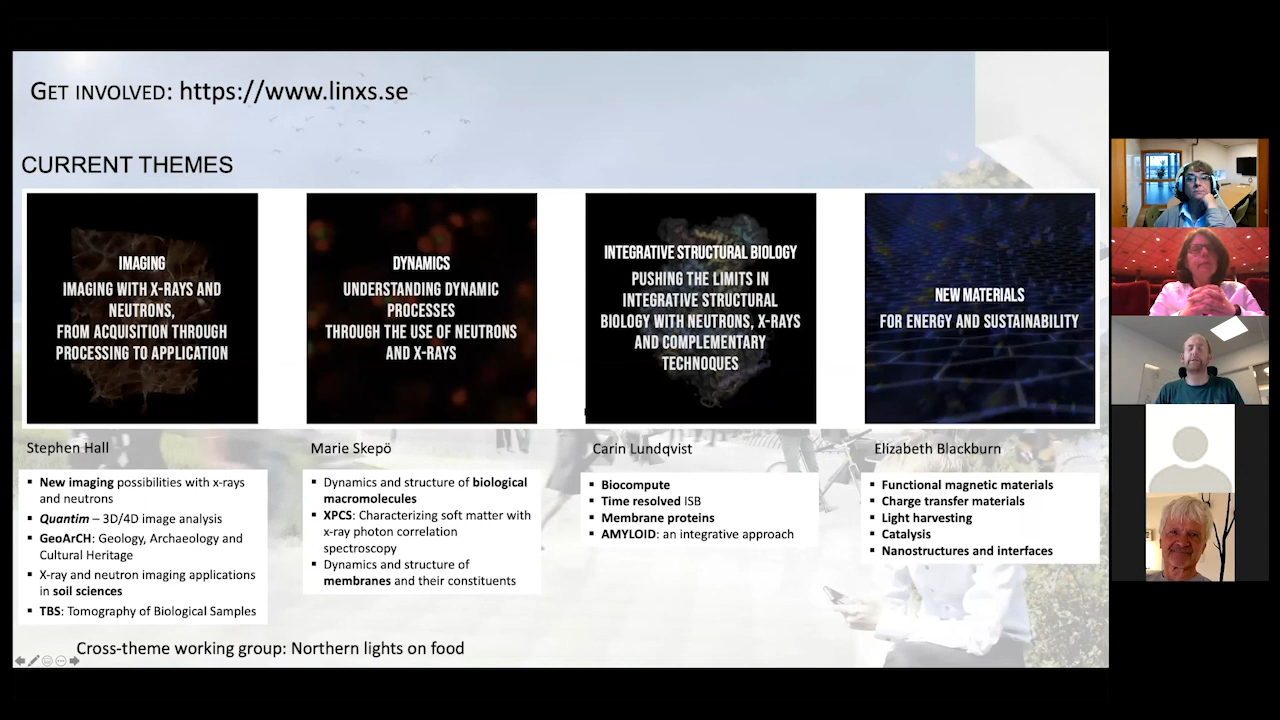 GET INVOLVED: https://www.linxs.se
CURRENT THEMES
IMAGING
IMAGING WITH X-RAYS AND
NEUTRONS,
FROM ACQUISITION THROUGH
PROCESSING TO APPLICATION
DYNAMICS
UNDERSTANDING DYNAMIC
PROCESSES
THROUGH THE USE OF NEUTRONS
AND X-RAYS
INTEGRATIVE STRUCTURAL BIOLOGY
PUSHING THE LIMITS IN
INTEGRATIVE STRUCTURAL
BIOLOGY WITH NEUTRONS, X-RAYS
AND COMPLEMENTARY
TECHNOQUES
NEW MATERIALS
FOR ENERGY AND SUSTAINABILITY
Stephen Hall
▪ New imaging possibilities with x-rays
and neutrons
▪ Quantim – 3D/4D image analysis
▪ GeoArCH: Geology, Archaeology and
Cultural Heritage
▪ X-ray and neutron imaging applications
in soil sciences
▪ TBS: Tomography of Biological Samples
Marie Skepö
▪ Dynamics and structure of biological
macromolecules
▪ XPCS: Characterizing soft matter with
x-ray photon correlation
spectroscopy
▪ Dynamics and structure of
membranes and their constituents
Carin Lundqvist
▪ Biocompute
▪ Time resolved ISB
▪ Membrane proteins
▪ AMYLOID: an integrative approach
Elizabeth Blackburn
▪ Functional magnetic materials
▪ Charge transfer materials
▪ Light harvesting
▪ Catalysis
▪ Nanostructures and interfaces
Cross-theme working group: Northern lights on food